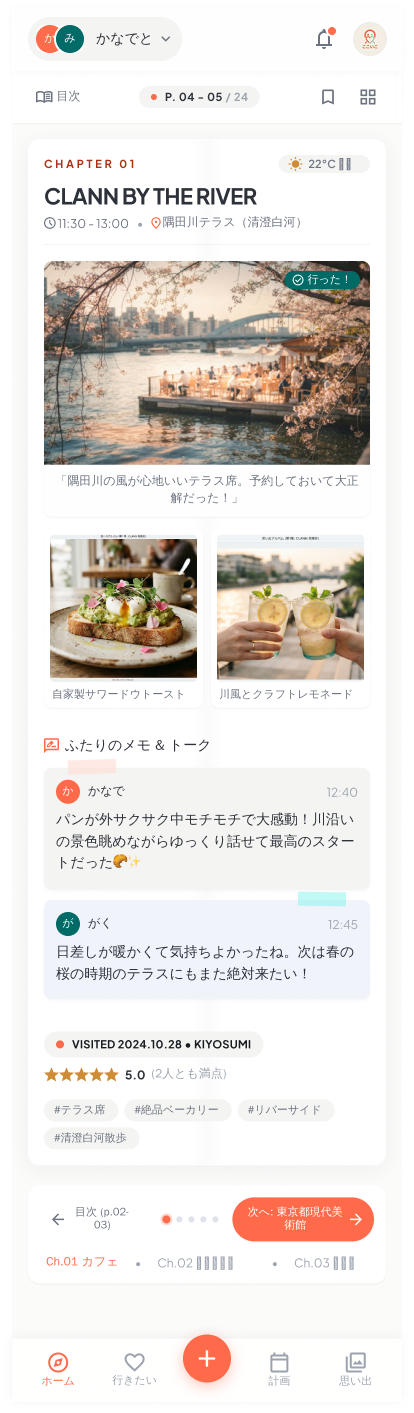 か み かなでと
ここいこ
目次 P. 04 - 05 / 24
CHAPTER 01 22°C
CLANN BY THE RIVER
11:30 - 13:00 • 隅田川テラス（清澄白河）
行った！
「隅田川の風が心地いいテラス席。予約しておいて大正
解だった！」
自家製サワードウトースト 川風とクラフトレモネード
ふたりのメモ & トーク
か かなで 12:40
パンが外サクサク中モチモチで大感動！川沿い
の景色眺めながらゆっくり話せて最高のスター
トだった🥐✨
が がく 12:45
日差しが暖かくて気持ちよかったね。次は春の
桜の時期のテラスにもまた絶対来たい！
VISITED 2024.10.28 ● KIYOSUMI
★★★★★ 5.0 (2人とも満点)
#テラス席 #絶品ベーカリー #リバーサイド
#清澄白河散歩
目次 (p.02-
03)
次へ: 東京都現代美
術館
Ch.01 カフェ • Ch.02 • Ch.03
ホーム 行きたい 計画 思い出